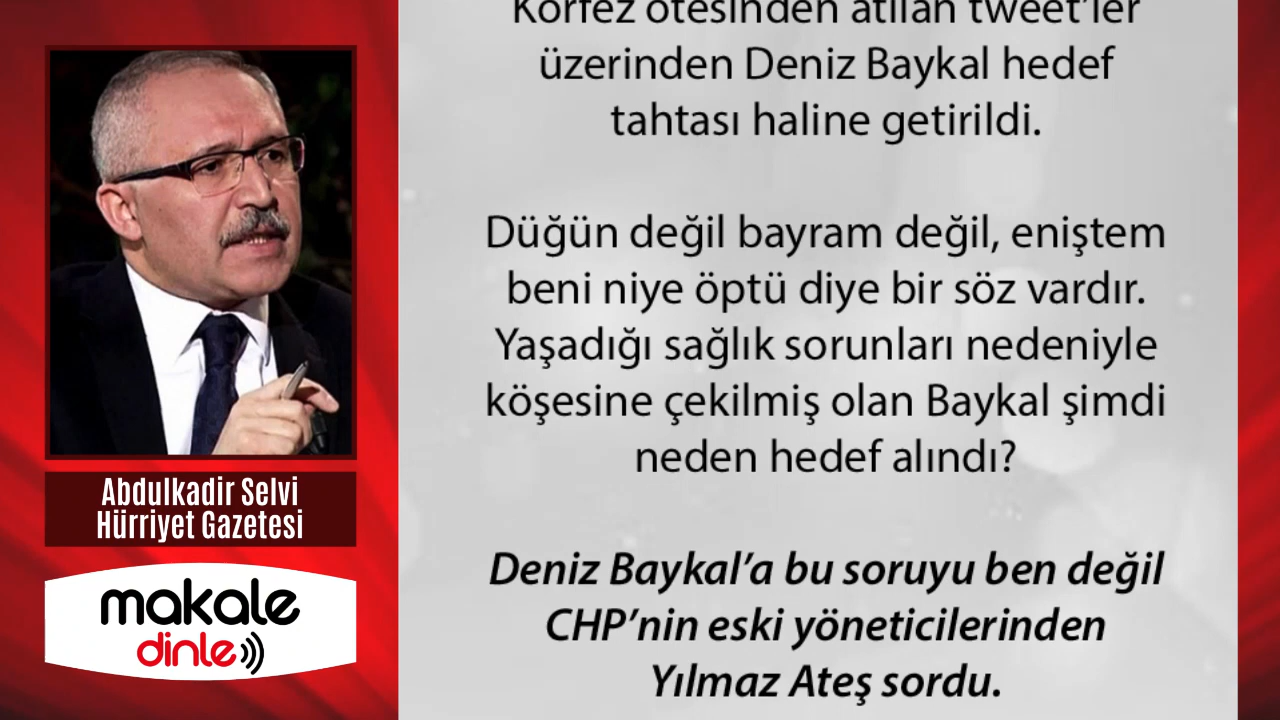 Körfez ötesinden atılan tweet’ler
üzerinden Deniz Baykal hedef
tahtası haline getirildi.
Düğün değil bayram değil, eniştem
beni niye öptü diye bir söz vardır.
Yaşadığı sağlık sorunları nedeniyle
köşesine çekilmiş olan Baykal şimdi
neden hedef alındı?
Deniz Baykal’a bu soruyu ben değil
CHP’nin eski yöneticilerinden
Yılmaz Ateş sordu.
Abdulkadir Selvi
Hürriyet Gazetesi
makale
dinle